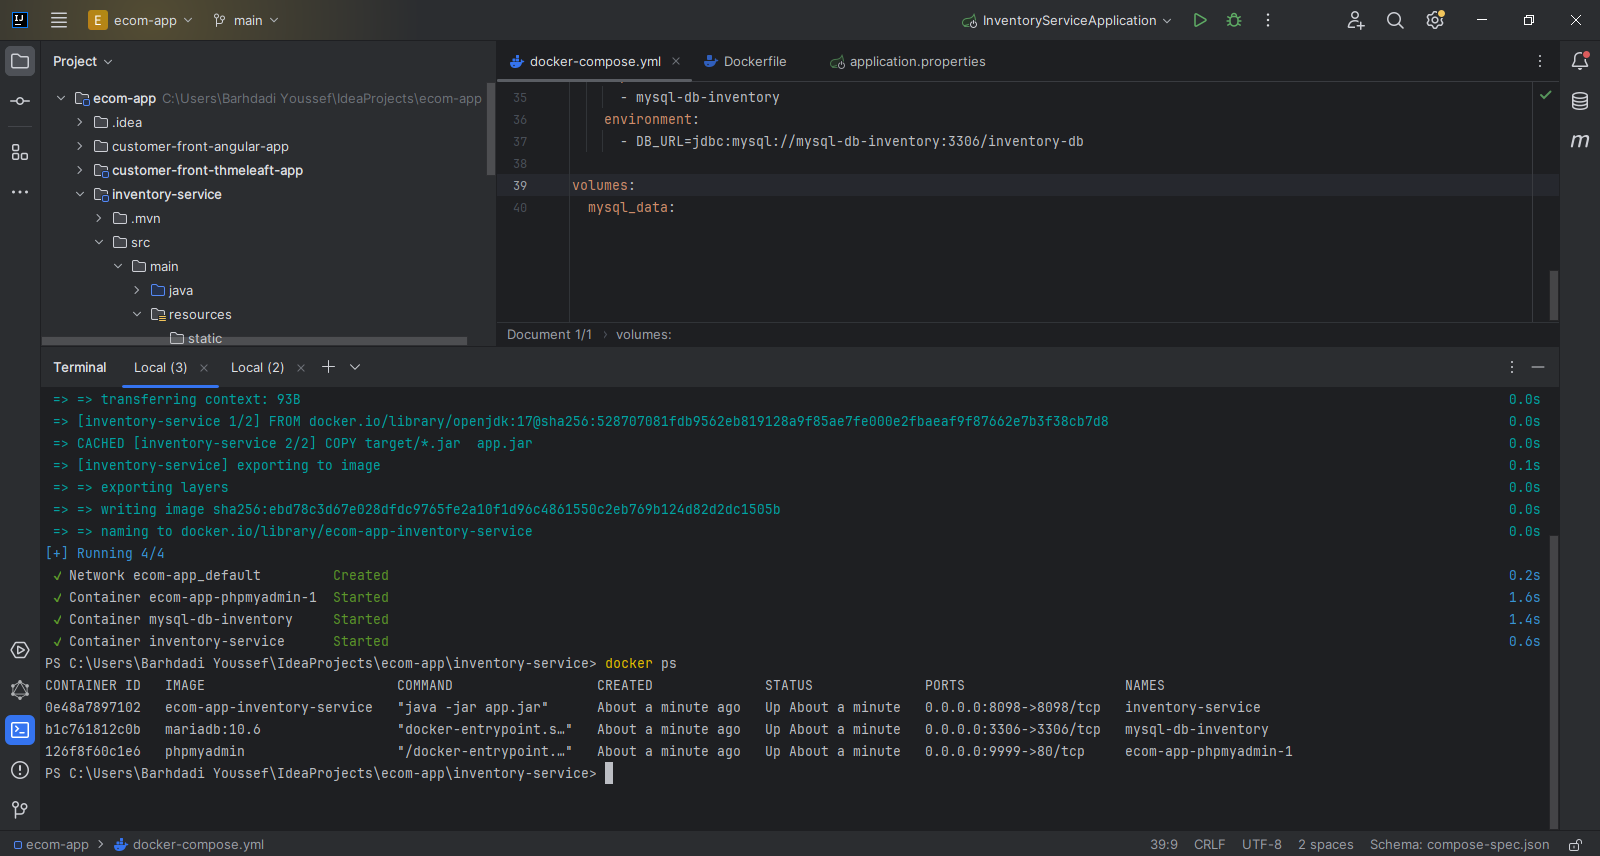 E ecom-app main InventoryServiceApplication
Project
ecom-app C:\Users\Barhdadi Youssef\IdeaProjects\ecom-app
.idea
customer-front-angular-app
customer-front-thmeleaft-app
inventory-service
.mvn
src
main
java
resources
static
docker-compose.yml Dockerfile application.properties
35 - mysql-db-inventory
36 environment:
37 - DB_URL=jdbc:mysql://mysql-db-inventory:3306/inventory-db
38
39 volumes:
40 mysql_data:
Document 1/1 › volumes:
Terminal Local (3) Local (2)
=> => transferring context: 93B 0.0s
=> [inventory-service 1/2] FROM docker.io/library/openjdk:17@sha256:528707081fdb9562eb819128a9f85ae7fe000e2fbaeaf9f87662e7b3f38cb7d8 0.0s
=> CACHED [inventory-service 2/2] COPY target/*.jar app.jar 0.0s
=> [inventory-service] exporting to image 0.1s
=> => exporting layers 0.0s
=> => writing image sha256:ebd78c3d67e028dfdc9765fe2a10f1d96c4861550c2eb769b124d82d2dc1505b 0.0s
=> => naming to docker.io/library/ecom-app-inventory-service 0.0s
[+] Running 4/4
✓ Network ecom-app_default Created 0.2s
✓ Container ecom-app-phpmyadmin-1 Started 1.6s
✓ Container mysql-db-inventory Started 1.4s
✓ Container inventory-service Started 0.6s
PS C:\Users\Barhdadi Youssef\IdeaProjects\ecom-app\inventory-service> docker ps
CONTAINER ID IMAGE COMMAND CREATED STATUS PORTS NAMES
0e48a7897102 ecom-app-inventory-service "java -jar app.jar" About a minute ago Up About a minute 0.0.0.0:8098->8098/tcp inventory-service
b1c761812c0b mariadb:10.6 "docker-entrypoint.s…" About a minute ago Up About a minute 0.0.0.0:3306->3306/tcp mysql-db-inventory
126f8f60c1e6 phpmyadmin "/docker-entrypoint.…" About a minute ago Up About a minute 0.0.0.0:9999->80/tcp ecom-app-phpmyadmin-1
PS C:\Users\Barhdadi Youssef\IdeaProjects\ecom-app\inventory-service>
ecom-app › docker-compose.yml 39:9 CRLF UTF-8 2 spaces Schema: compose-spec.json